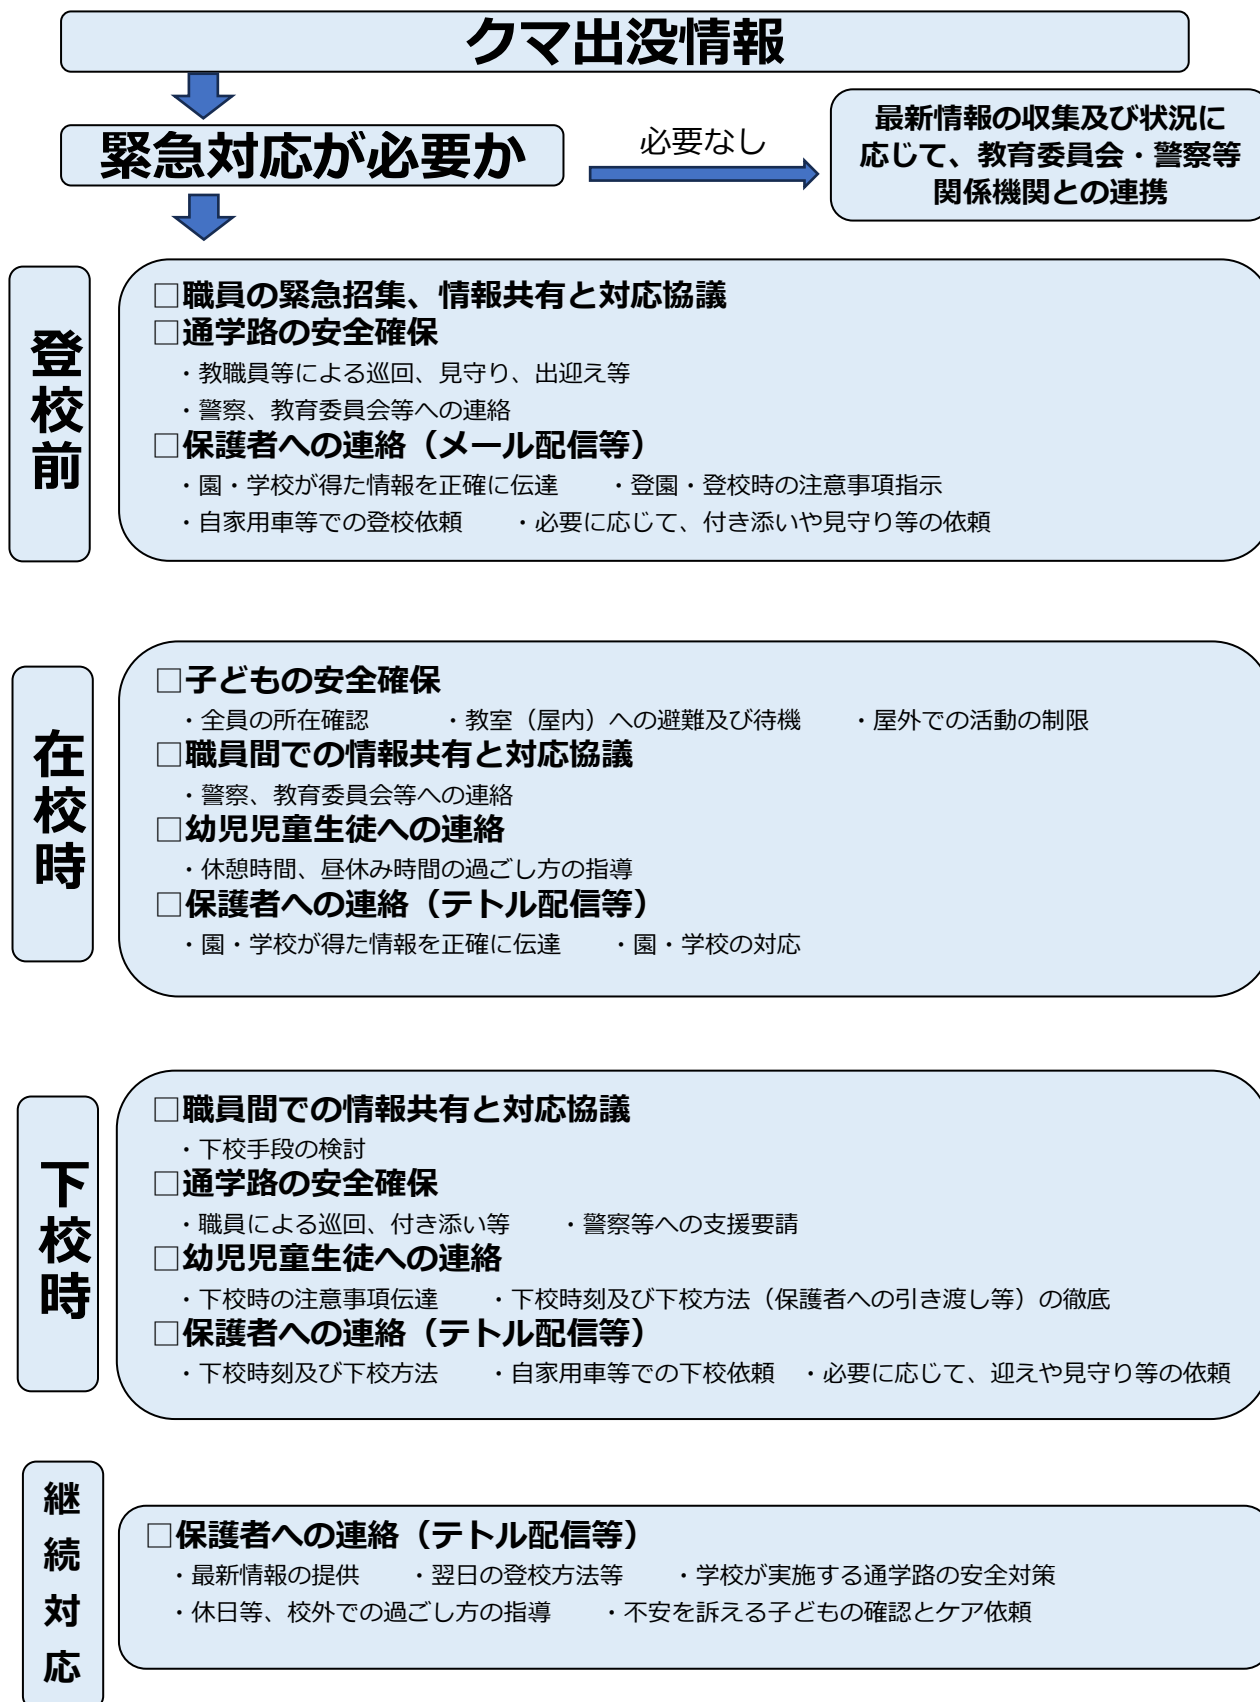 クマ出没情報
緊急対応が必要か
必要なし
最新情報の収集及び状況に
応じて、教育委員会・警察等
関係機関との連携
登校前
□職員の緊急招集、情報共有と対応協議
□通学路の安全確保
・教職員等による巡回、見守り、出迎え等
・警察、教育委員会等への連絡
□保護者への連絡（メール配信等）
・園・学校が得た情報を正確に伝達　・登園・登校時の注意事項指示
・自家用車等での登校依頼　・必要に応じて、付き添いや見守り等の依頼
在校時
□子どもの安全確保
・全員の所在確認　・教室（屋内）への避難及び待機　・屋外での活動の制限
□職員間での情報共有と対応協議
・警察、教育委員会等への連絡
□幼児児童生徒への連絡
・休憩時間、昼休み時間の過ごし方の指導
□保護者への連絡（テトル配信等）
・園・学校が得た情報を正確に伝達　・園・学校の対応
下校時
□職員間での情報共有と対応協議
・下校手段の検討
□通学路の安全確保
・職員による巡回、付き添い等　・警察等への支援要請
□幼児児童生徒への連絡
・下校時の注意事項伝達　・下校時刻及び下校方法（保護者への引き渡し等）の徹底
□保護者への連絡（テトル配信等）
・下校時刻及び下校方法　・自家用車等での下校依頼　・必要に応じて、迎えや見守り等の依頼
継続対応
□保護者への連絡（テトル配信等）
・最新情報の提供　・翌日の登校方法等　・学校が実施する通学路の安全対策
・休日等、校外での過ごし方の指導　・不安を訴える子どもの確認とケア依頼